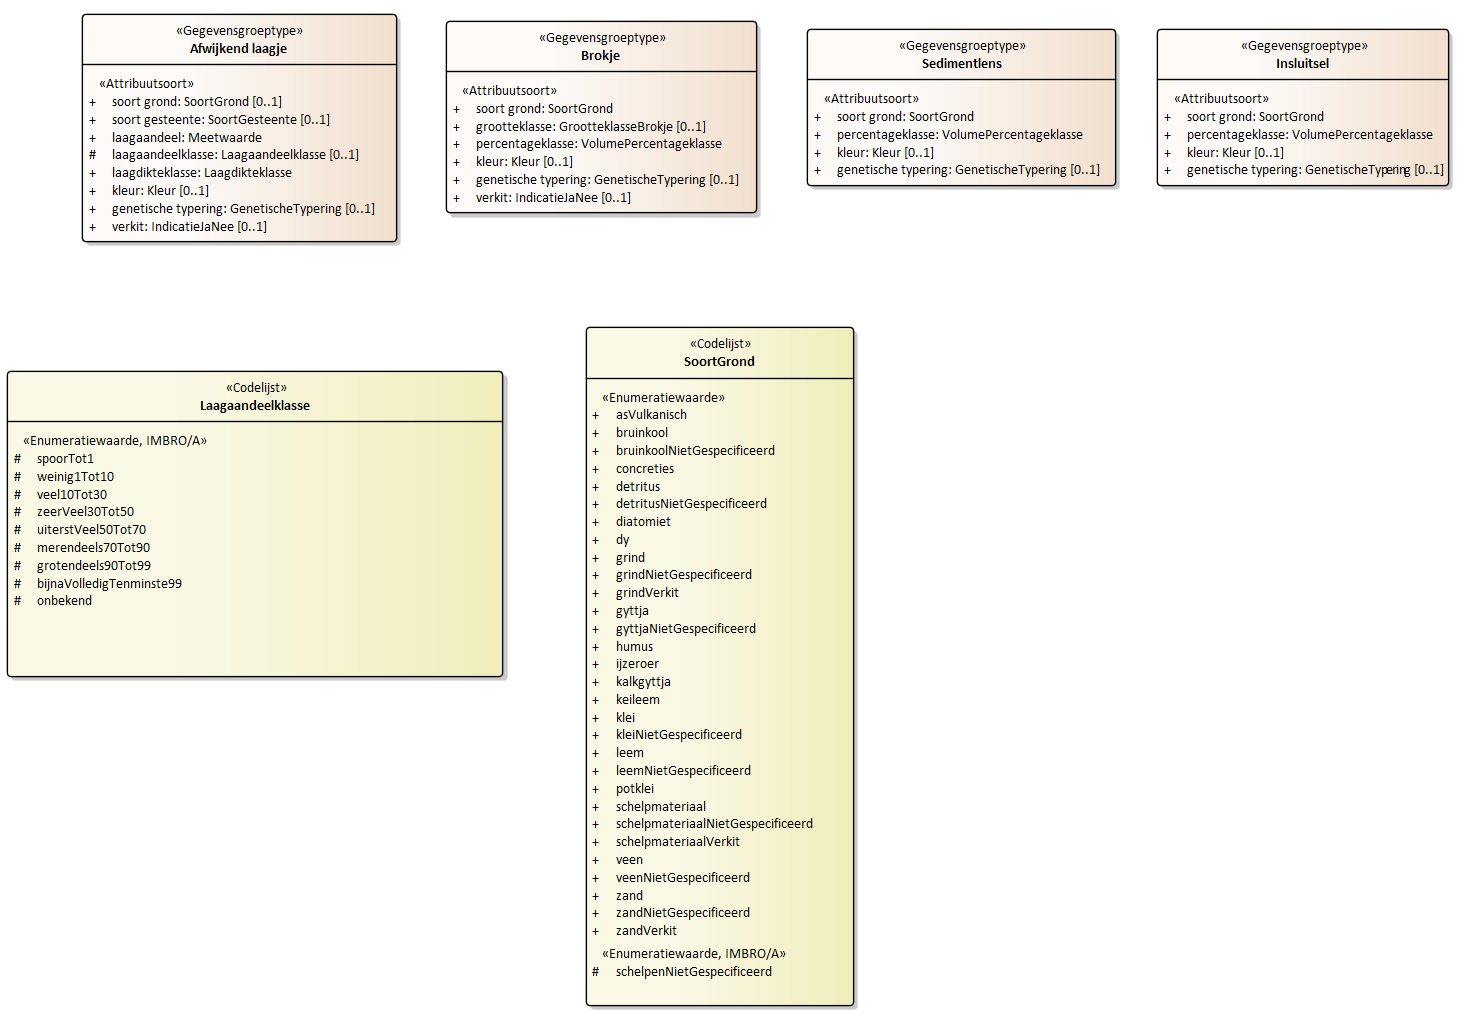 «Gegevensgroeptype»
Afwijkend laagje
«Attribuutsoort»
+ soort grond: SoortGrond [0..1]
+ soort gesteente: SoortGesteente [0..1]
+ laagaandeel: Meetwaarde
# laagaandeelklasse: Laagaandeelklasse [0..1]
+ laagdikteklasse: Laagdikteklasse
+ kleur: Kleur [0..1]
+ genetische typering: GenetischeTypering [0..1]
+ verkit: IndicatieJaNee [0..1]
«Gegevensgroeptype»
Brokje
«Attribuutsoort»
+ soort grond: SoortGrond
+ grootteklasse: GrootteklasseBrokje [0..1]
+ percentageklasse: VolumePercentageklasse
+ kleur: Kleur [0..1]
+ genetische typering: GenetischeTypering [0..1]
+ verkit: IndicatieJaNee [0..1]
«Gegevensgroeptype»
Sedimentlens
«Attribuutsoort»
+ soort grond: SoortGrond
+ percentageklasse: VolumePercentageklasse
+ kleur: Kleur [0..1]
+ genetische typering: GenetischeTypering [0..1]
«Gegevensgroeptype»
Insluitsel
«Attribuutsoort»
+ soort grond: SoortGrond
+ percentageklasse: VolumePercentageklasse
+ kleur: Kleur [0..1]
+ genetische typering: GenetischeTypering [0..1]
«Codelijst»
Laagaandeelklasse
«Enumeratiewaarde, IMBRO/A»
# spoorTot1
# weinig1Tot10
# veel10Tot30
# zeerVeel30Tot50
# uiterstVeel50Tot70
# merendeels70Tot90
# grotendeels90Tot99
# bijnaVolledigTenminste99
# onbekend
«Codelijst»
SoortGrond
«Enumeratiewaarde»
+ asVulkanisch
+ bruinkool
+ bruinkoolNietGespecificeerd
+ concreties
+ detritus
+ detritusNietGespecificeerd
+ diatomiet
+ dy
+ grind
+ grindNietGespecificeerd
+ grindVerkit
+ gyttja
+ gyttjaNietGespecificeerd
+ humus
+ ijzeroer
+ kalkgyttja
+ keileem
+ klei
+ kleiNietGespecificeerd
+ leem
+ leemNietGespecificeerd
+ potklei
+ schelpmateriaal
+ schelpmateriaalNietGespecificeerd
+ schelpmateriaalVerkit
+ veen
+ veenNietGespecificeerd
+ zand
+ zandNietGespecificeerd
+ zandVerkit
«Enumeratiewaarde, IMBRO/A»
# schelpenNietGespecificeerd